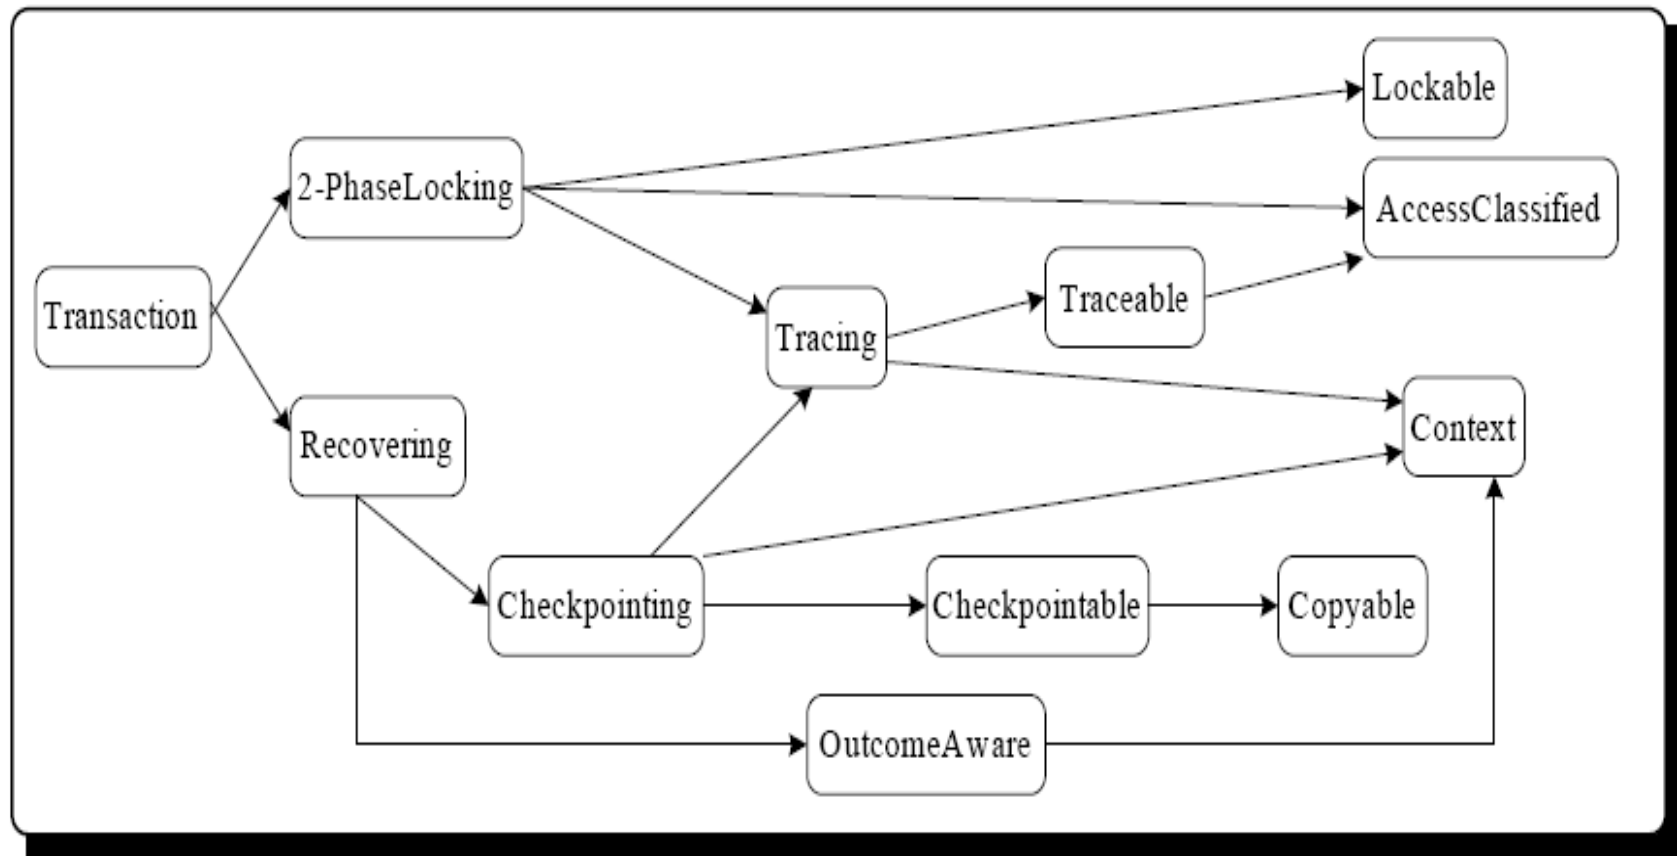 Lockable
2-PhaseLocking
AccessClassified
Transaction
Traceable
Tracing
Context
Recovering
Checkpointing
Checkpointable
Copyable
OutcomeAware